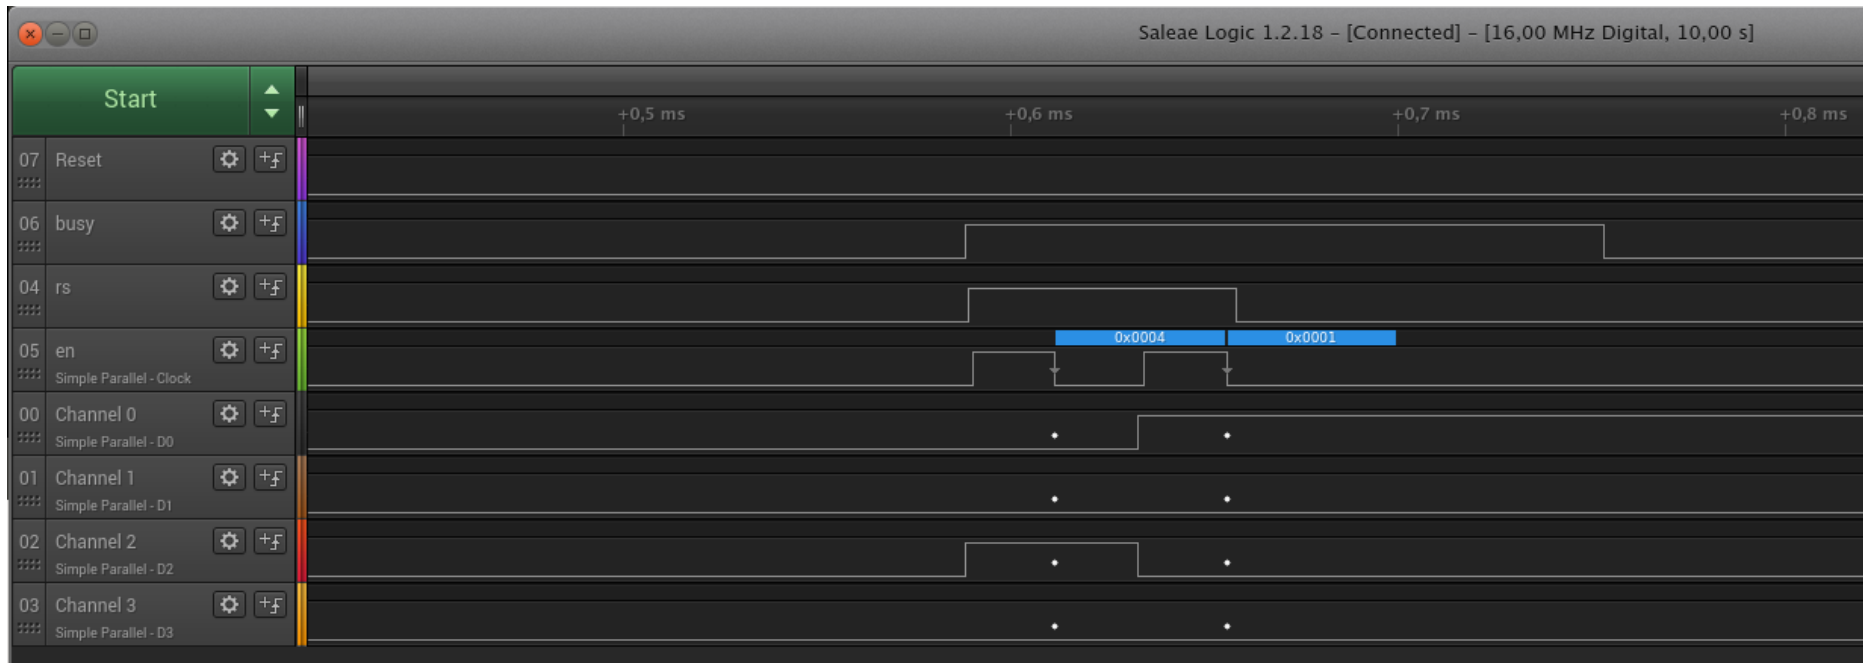 Saleae Logic 1.2.18 – [Connected] – [16,00 MHz Digital, 10,00 s]
Start
+0,5 ms
+0,6 ms
+0,7 ms
+0,8 ms
07 Reset
06 busy
04 rs
0x0004
0x0001
05 en
Simple Parallel - Clock
00 Channel 0
Simple Parallel - D0
01 Channel 1
Simple Parallel - D1
02 Channel 2
Simple Parallel - D2
03 Channel 3
Simple Parallel - D3